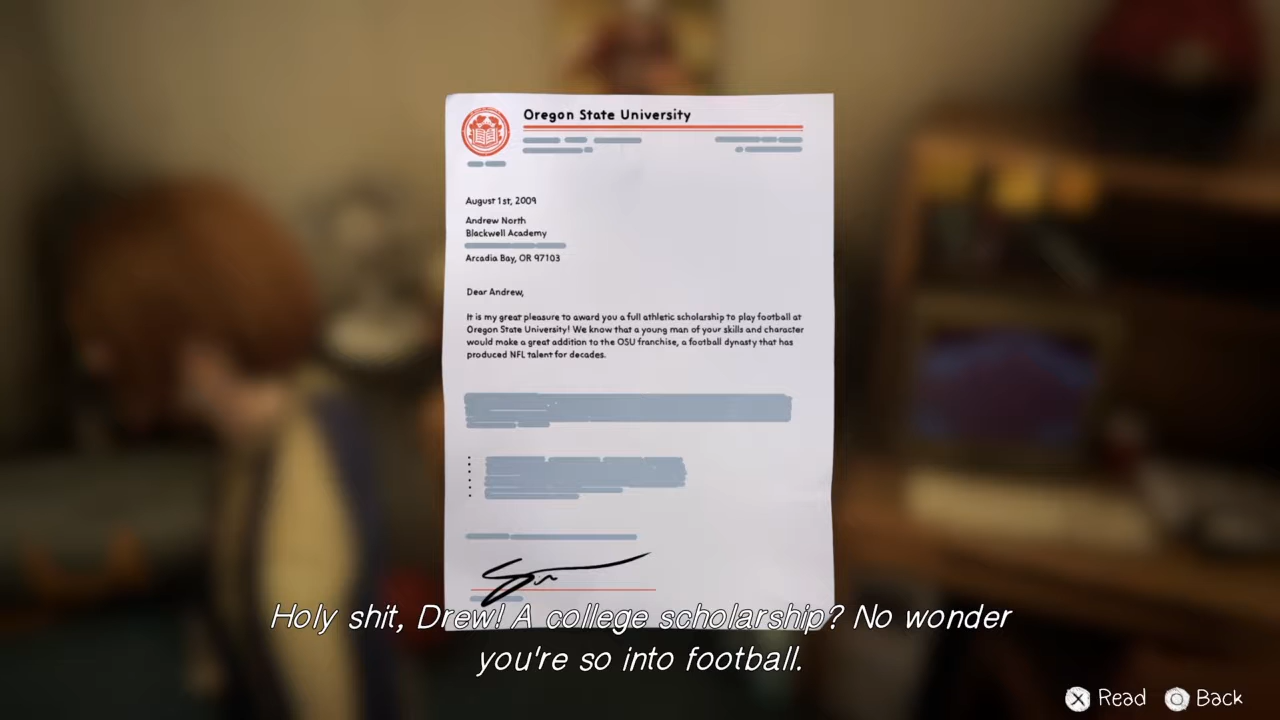 Oregon State University
August 1st, 2009
Andrew North
Blackwell Academy
Arcadia Bay, OR 97103
Dear Andrew,
It is my great pleasure to award you a full athletic scholarship to play football at
Oregon State University! We know that a young man of your skills and character
would make a great addition to the OSU franchise, a football dynasty that has
produced NFL talent for decades.
Holy shit, Drew! A college scholarship? No wonder
you're so into football.
Read Back